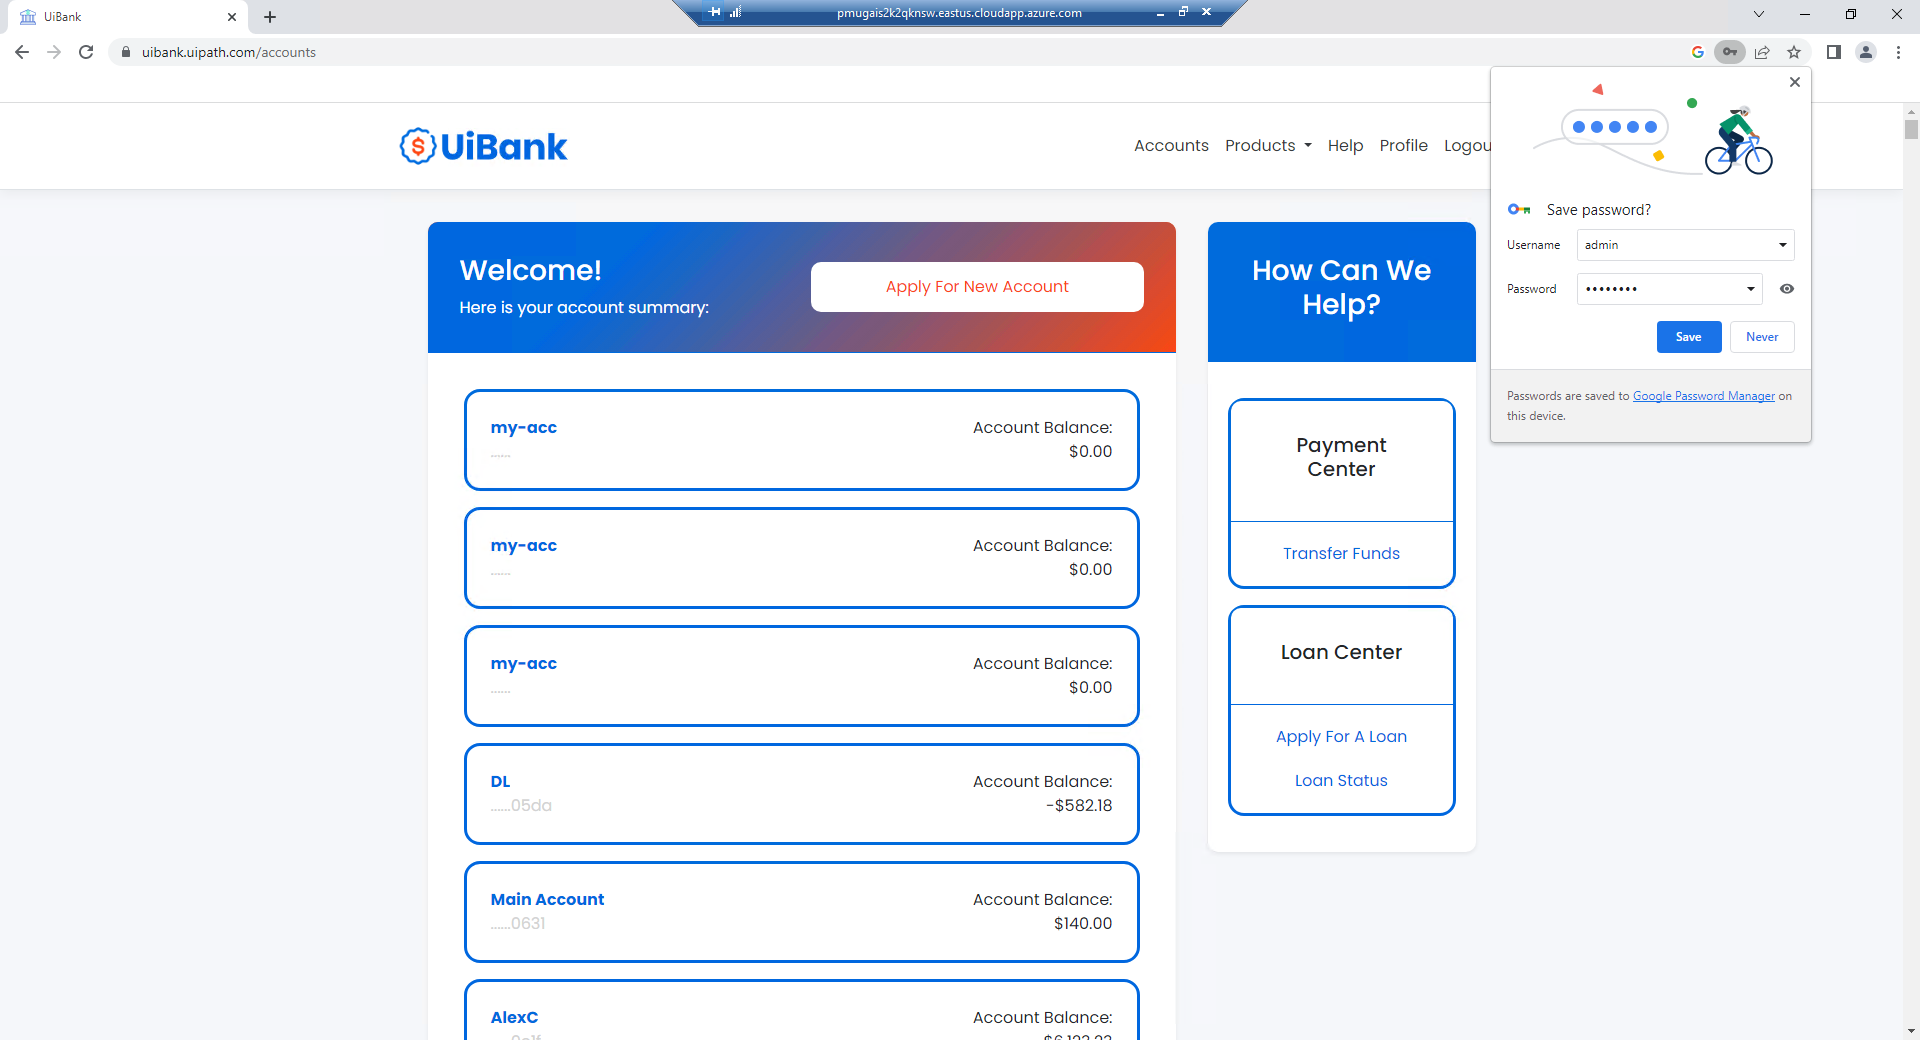 UiBank
pmugais2k2qknsw.eastus.cloudapp.azure.com
uibank.uipath.com/accounts
UiBank
Accounts
Products
Help
Profile
Logou
Save password?
Username
admin
Password
••••••••
Save
Never
Passwords are saved to Google Password Manager on
this device.
Welcome!
Here is your account summary:
Apply For New Account
my-acc
Account Balance:
......
$0.00
my-acc
Account Balance:
......
$0.00
my-acc
Account Balance:
......
$0.00
DL
Account Balance:
......05da
-$582.18
Main Account
Account Balance:
......0631
$140.00
AlexC
Account Balance:
How Can We
Help?
Payment
Center
Transfer Funds
Loan Center
Apply For A Loan
Loan Status